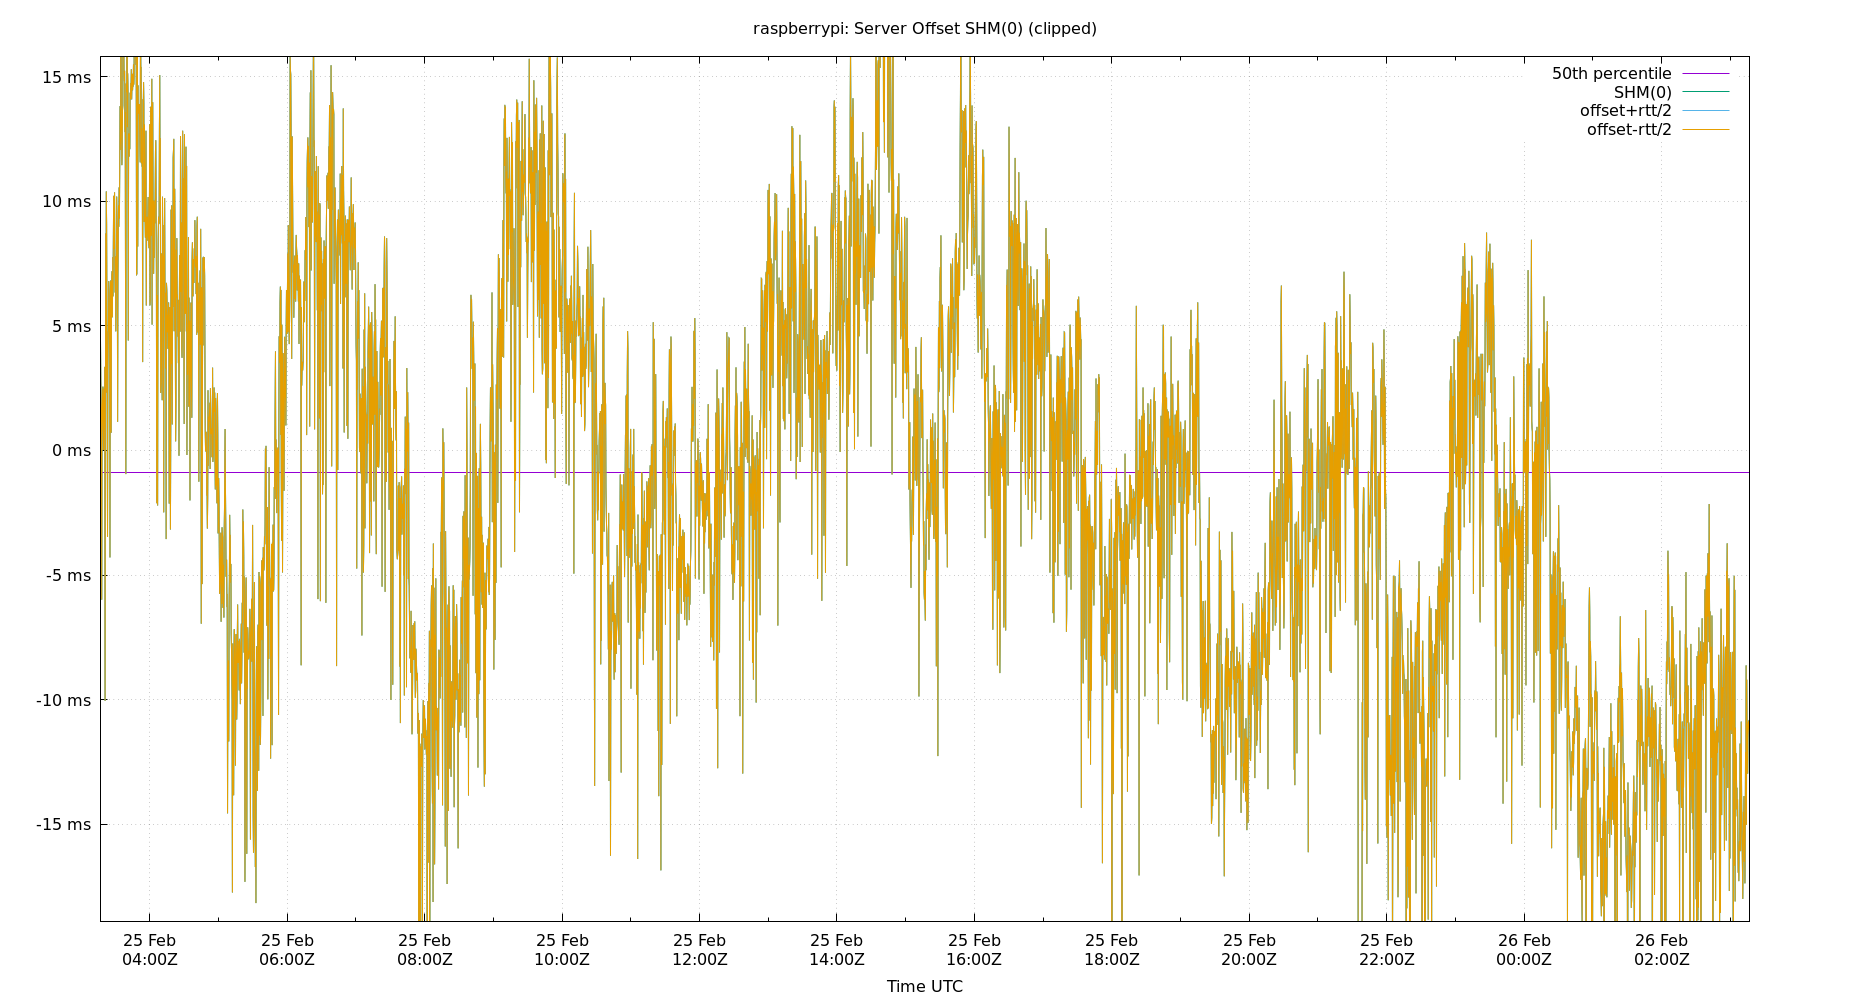 raspberrypi: Server Offset SHM(0) (clipped)
50th percentile
SHM(0)
offset+rtt/2
offset-rtt/2
15 ms
10 ms
5 ms
0 ms
-5 ms
-10 ms
-15 ms
25 Feb 25 Feb 25 Feb 25 Feb 25 Feb 25 Feb 25 Feb 25 Feb 25 Feb 25 Feb 26 Feb 26 Feb
04:00Z 06:00Z 08:00Z 10:00Z 12:00Z 14:00Z 16:00Z 18:00Z 20:00Z 22:00Z 00:00Z 02:00Z
Time UTC